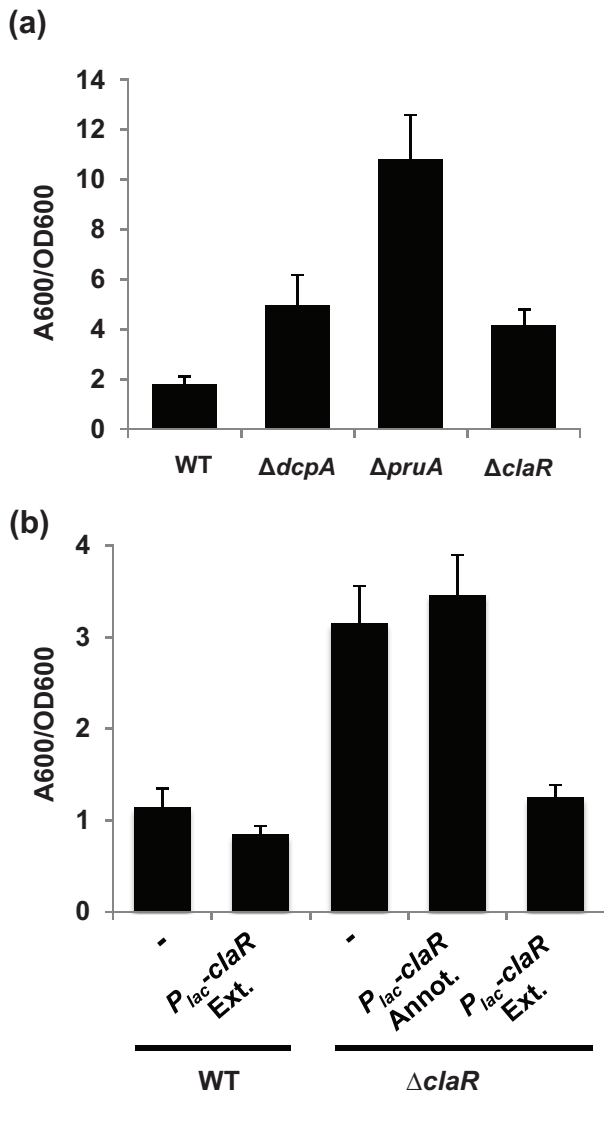 (a)
14
12
10
8
6
4
2
0
A600/OD600
WT ΔdcpA ΔpruA ΔclaR
(b)
4
3
2
1
0
A600/OD600
-
Plac-claR
Ext.
-
Plac-claR
Annot.
Plac-claR
Ext.
WT ΔclaR